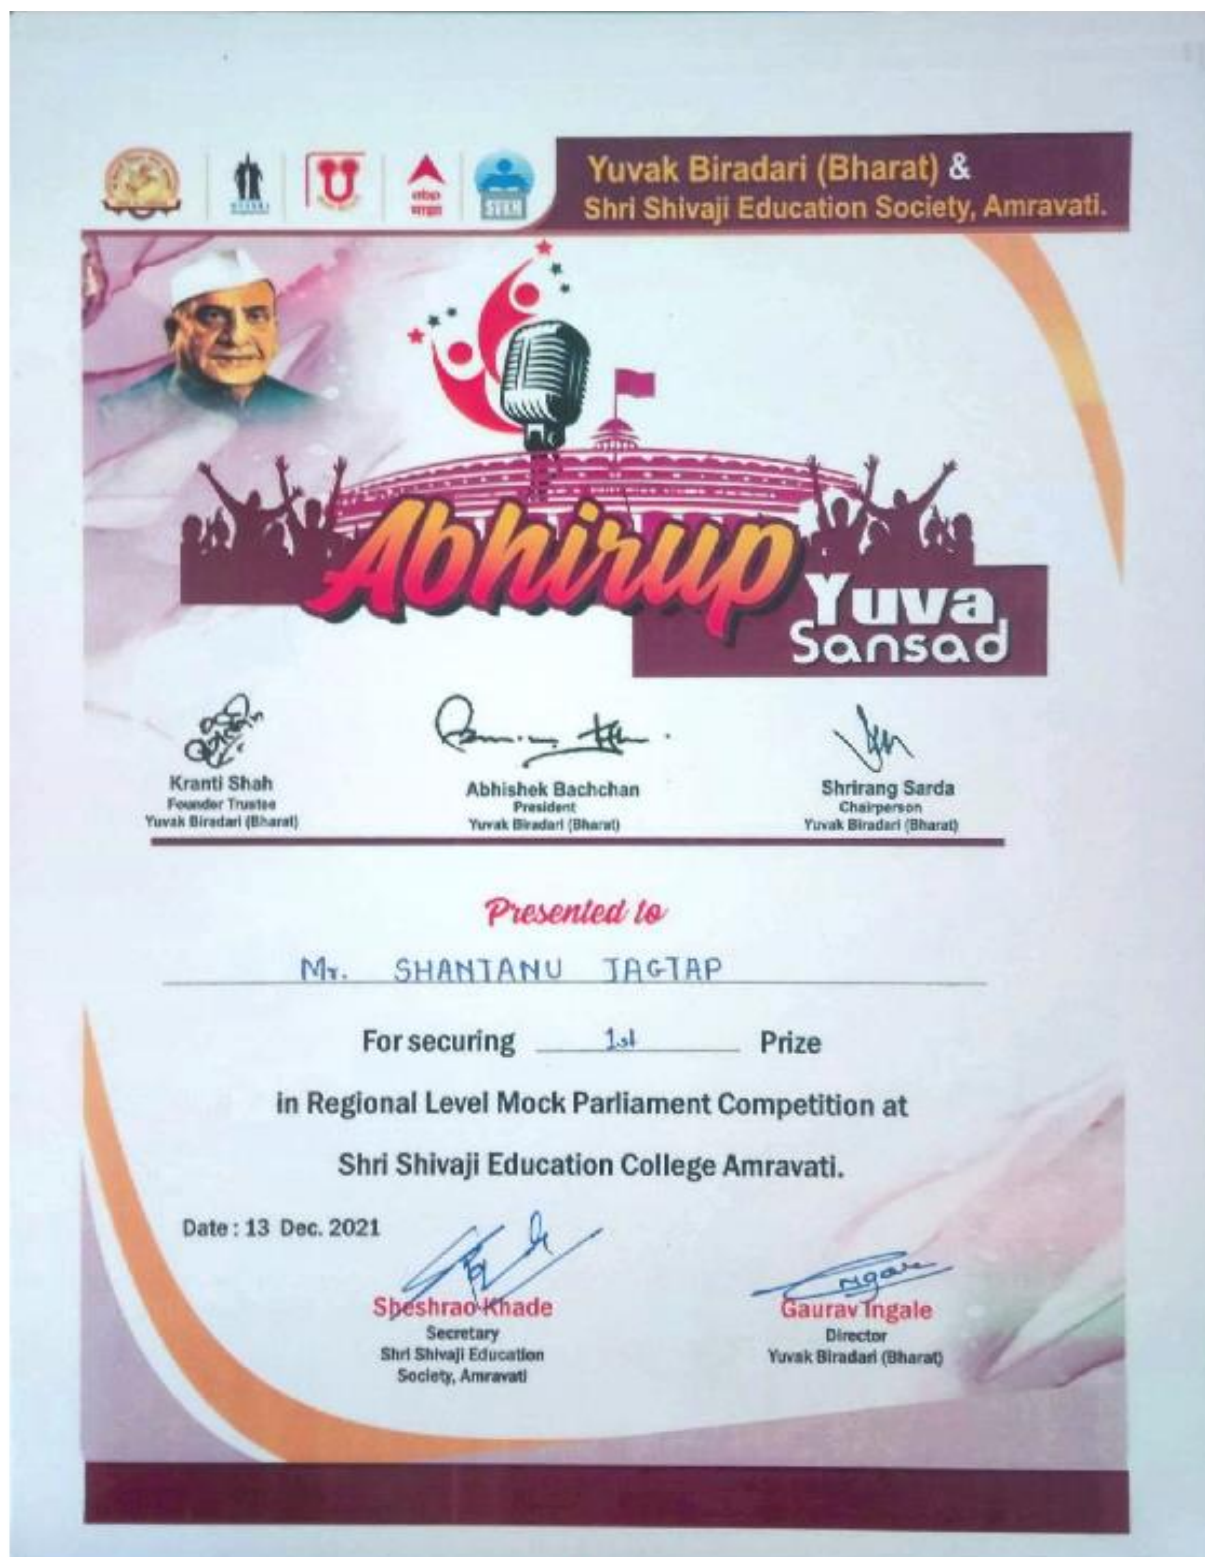 Yuvak Biradari (Bharat) &
Shri Shivaji Education Society, Amravati.
U
abp
माझा
Abhirup
Yuva
Sansad
Kranti Shah
Founder Trustee
Yuvak Biradari (Bharat)
Abhishek Bachchan
President
Yuvak Biradari (Bharat)
Shrirang Sarda
Chairperson
Yuvak Biradari (Bharat)
Presented to
Mr. SHANTANU JAGTAP
For securing 1st Prize
in Regional Level Mock Parliament Competition at
Shri Shivaji Education College Amravati.
Date : 13 Dec. 2021
Sheshrao Khade
Secretary
Shri Shivaji Education
Society, Amravati
Gaurav Ingale
Director
Yuvak Biradari (Bharat)